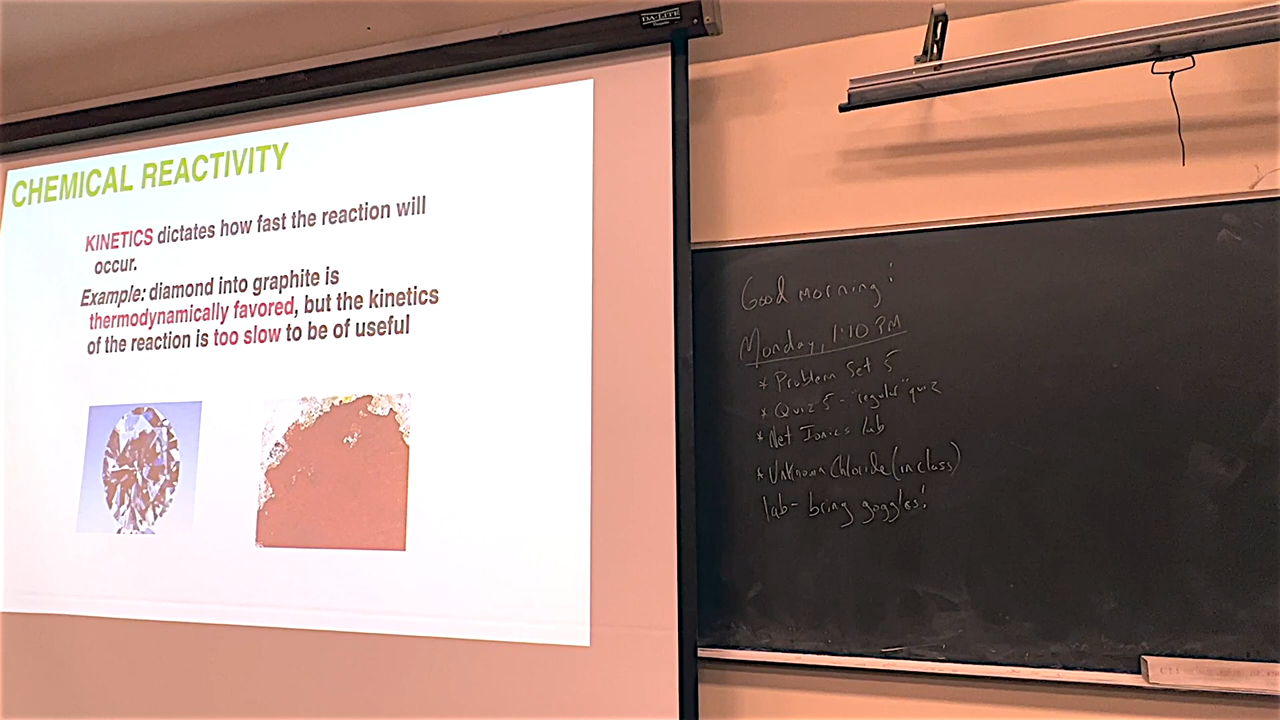 DA-LITE
CHEMICAL REACTIVITY
KINETICS dictates how fast the reaction will
occur.
Example: diamond into graphite is
thermodynamically favored, but the kinetics
of the reaction is too slow to be of useful
Good morning!
Monday, 1:10 PM
* Problem Set 5
* Quiz 5 - "regular" quiz
* Net Ionics lab
* Unknown Chloride (in class)
lab - bring goggles!